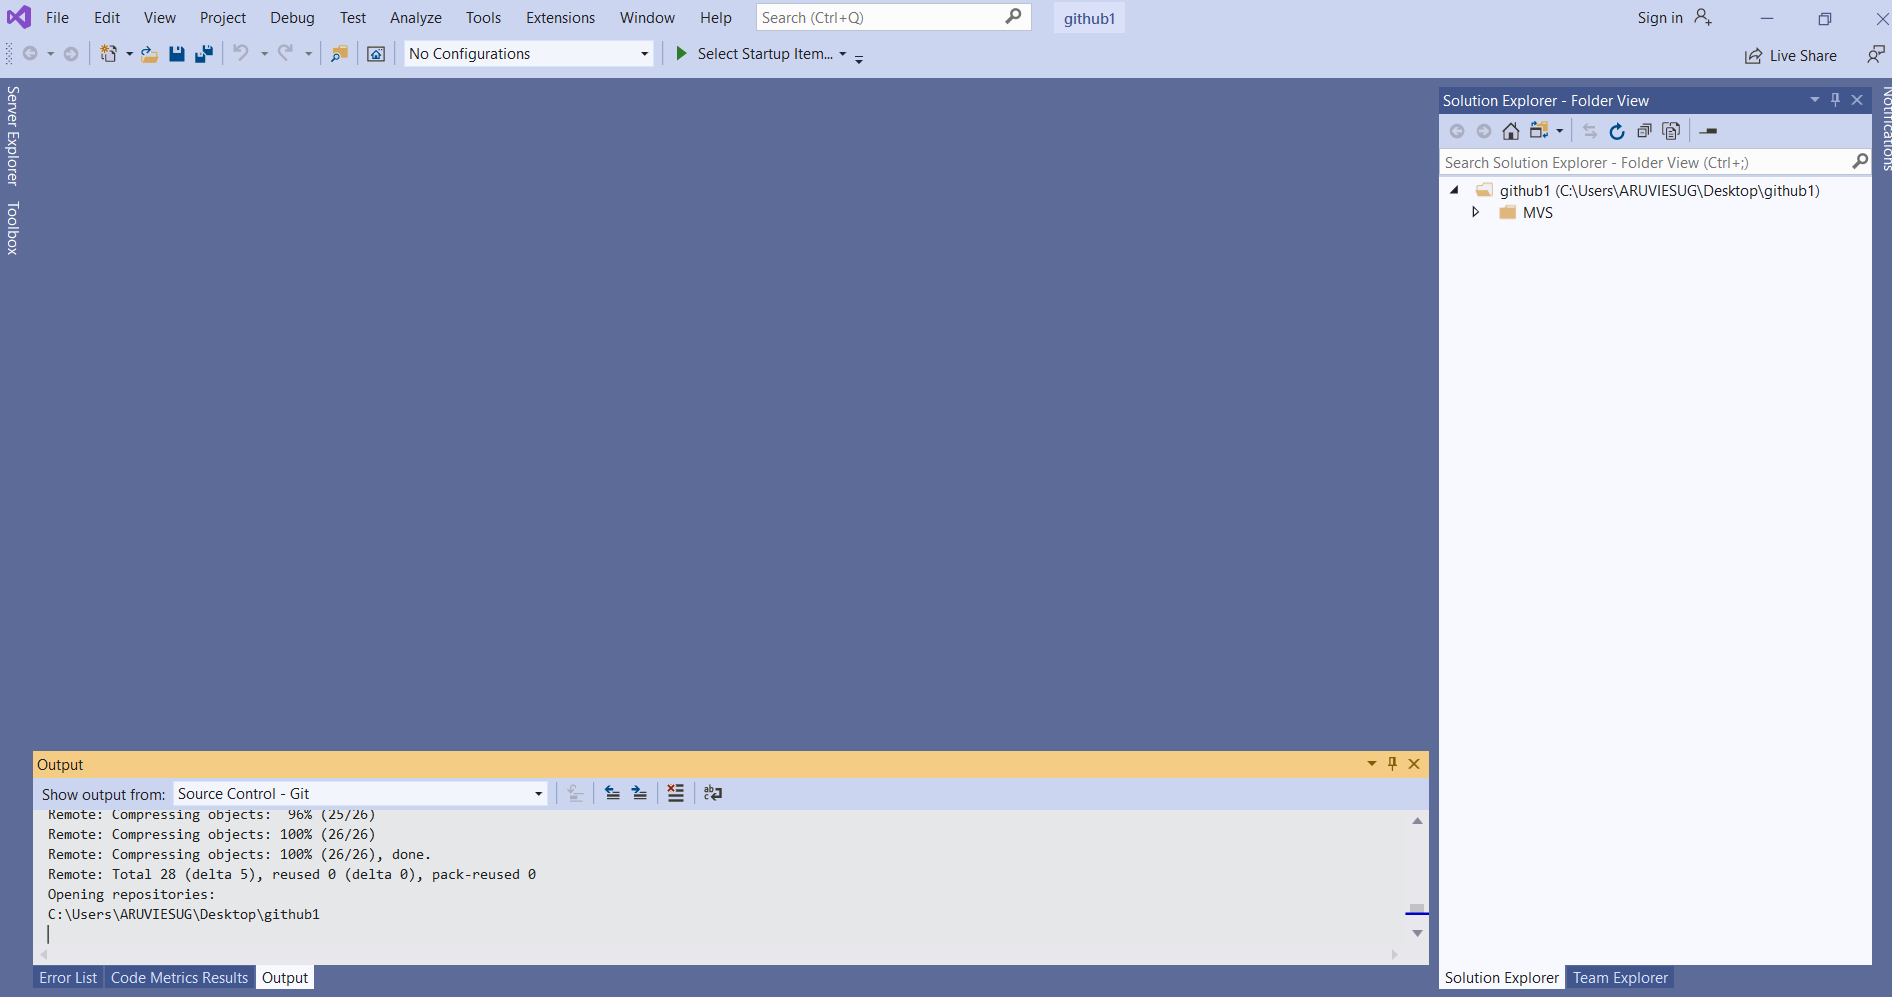 File Edit View Project Debug Test Analyze Tools Extensions Window Help Search (Ctrl+Q) github1 Sign in
No Configurations Select Startup Item... Live Share
Server Explorer
Toolbox
Solution Explorer - Folder View
Notifications
Search Solution Explorer - Folder View (Ctrl+;)
github1 (C:\Users\ARUVIESUG\Desktop\github1)
MVS
Output
Show output from: Source Control - Git
Remote: Compressing objects:  96% (25/26)
Remote: Compressing objects: 100% (26/26)
Remote: Compressing objects: 100% (26/26), done.
Remote: Total 28 (delta 5), reused 0 (delta 0), pack-reused 0
Opening repositories:
C:\Users\ARUVIESUG\Desktop\github1
Error List Code Metrics Results Output
Solution Explorer Team Explorer